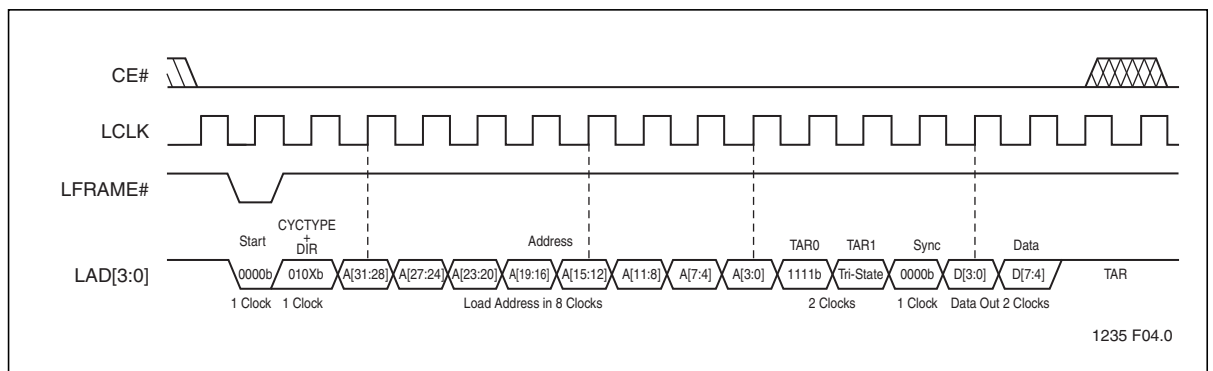 CE#
LCLK
LFRAME#
Start
CYCTYPE
+
DIR
Address
TAR0
TAR1
Sync
Data
LAD[3:0]
0000b
010Xb
A[31:28]
A[27:24]
A[23:20]
A[19:16]
A[15:12]
A[11:8]
A[7:4]
A[3:0]
1111b
Tri-State
0000b
D[3:0]
D[7:4]
TAR
1 Clock
1 Clock
Load Address in 8 Clocks
2 Clocks
1 Clock
Data Out 2 Clocks
1235 F04.0